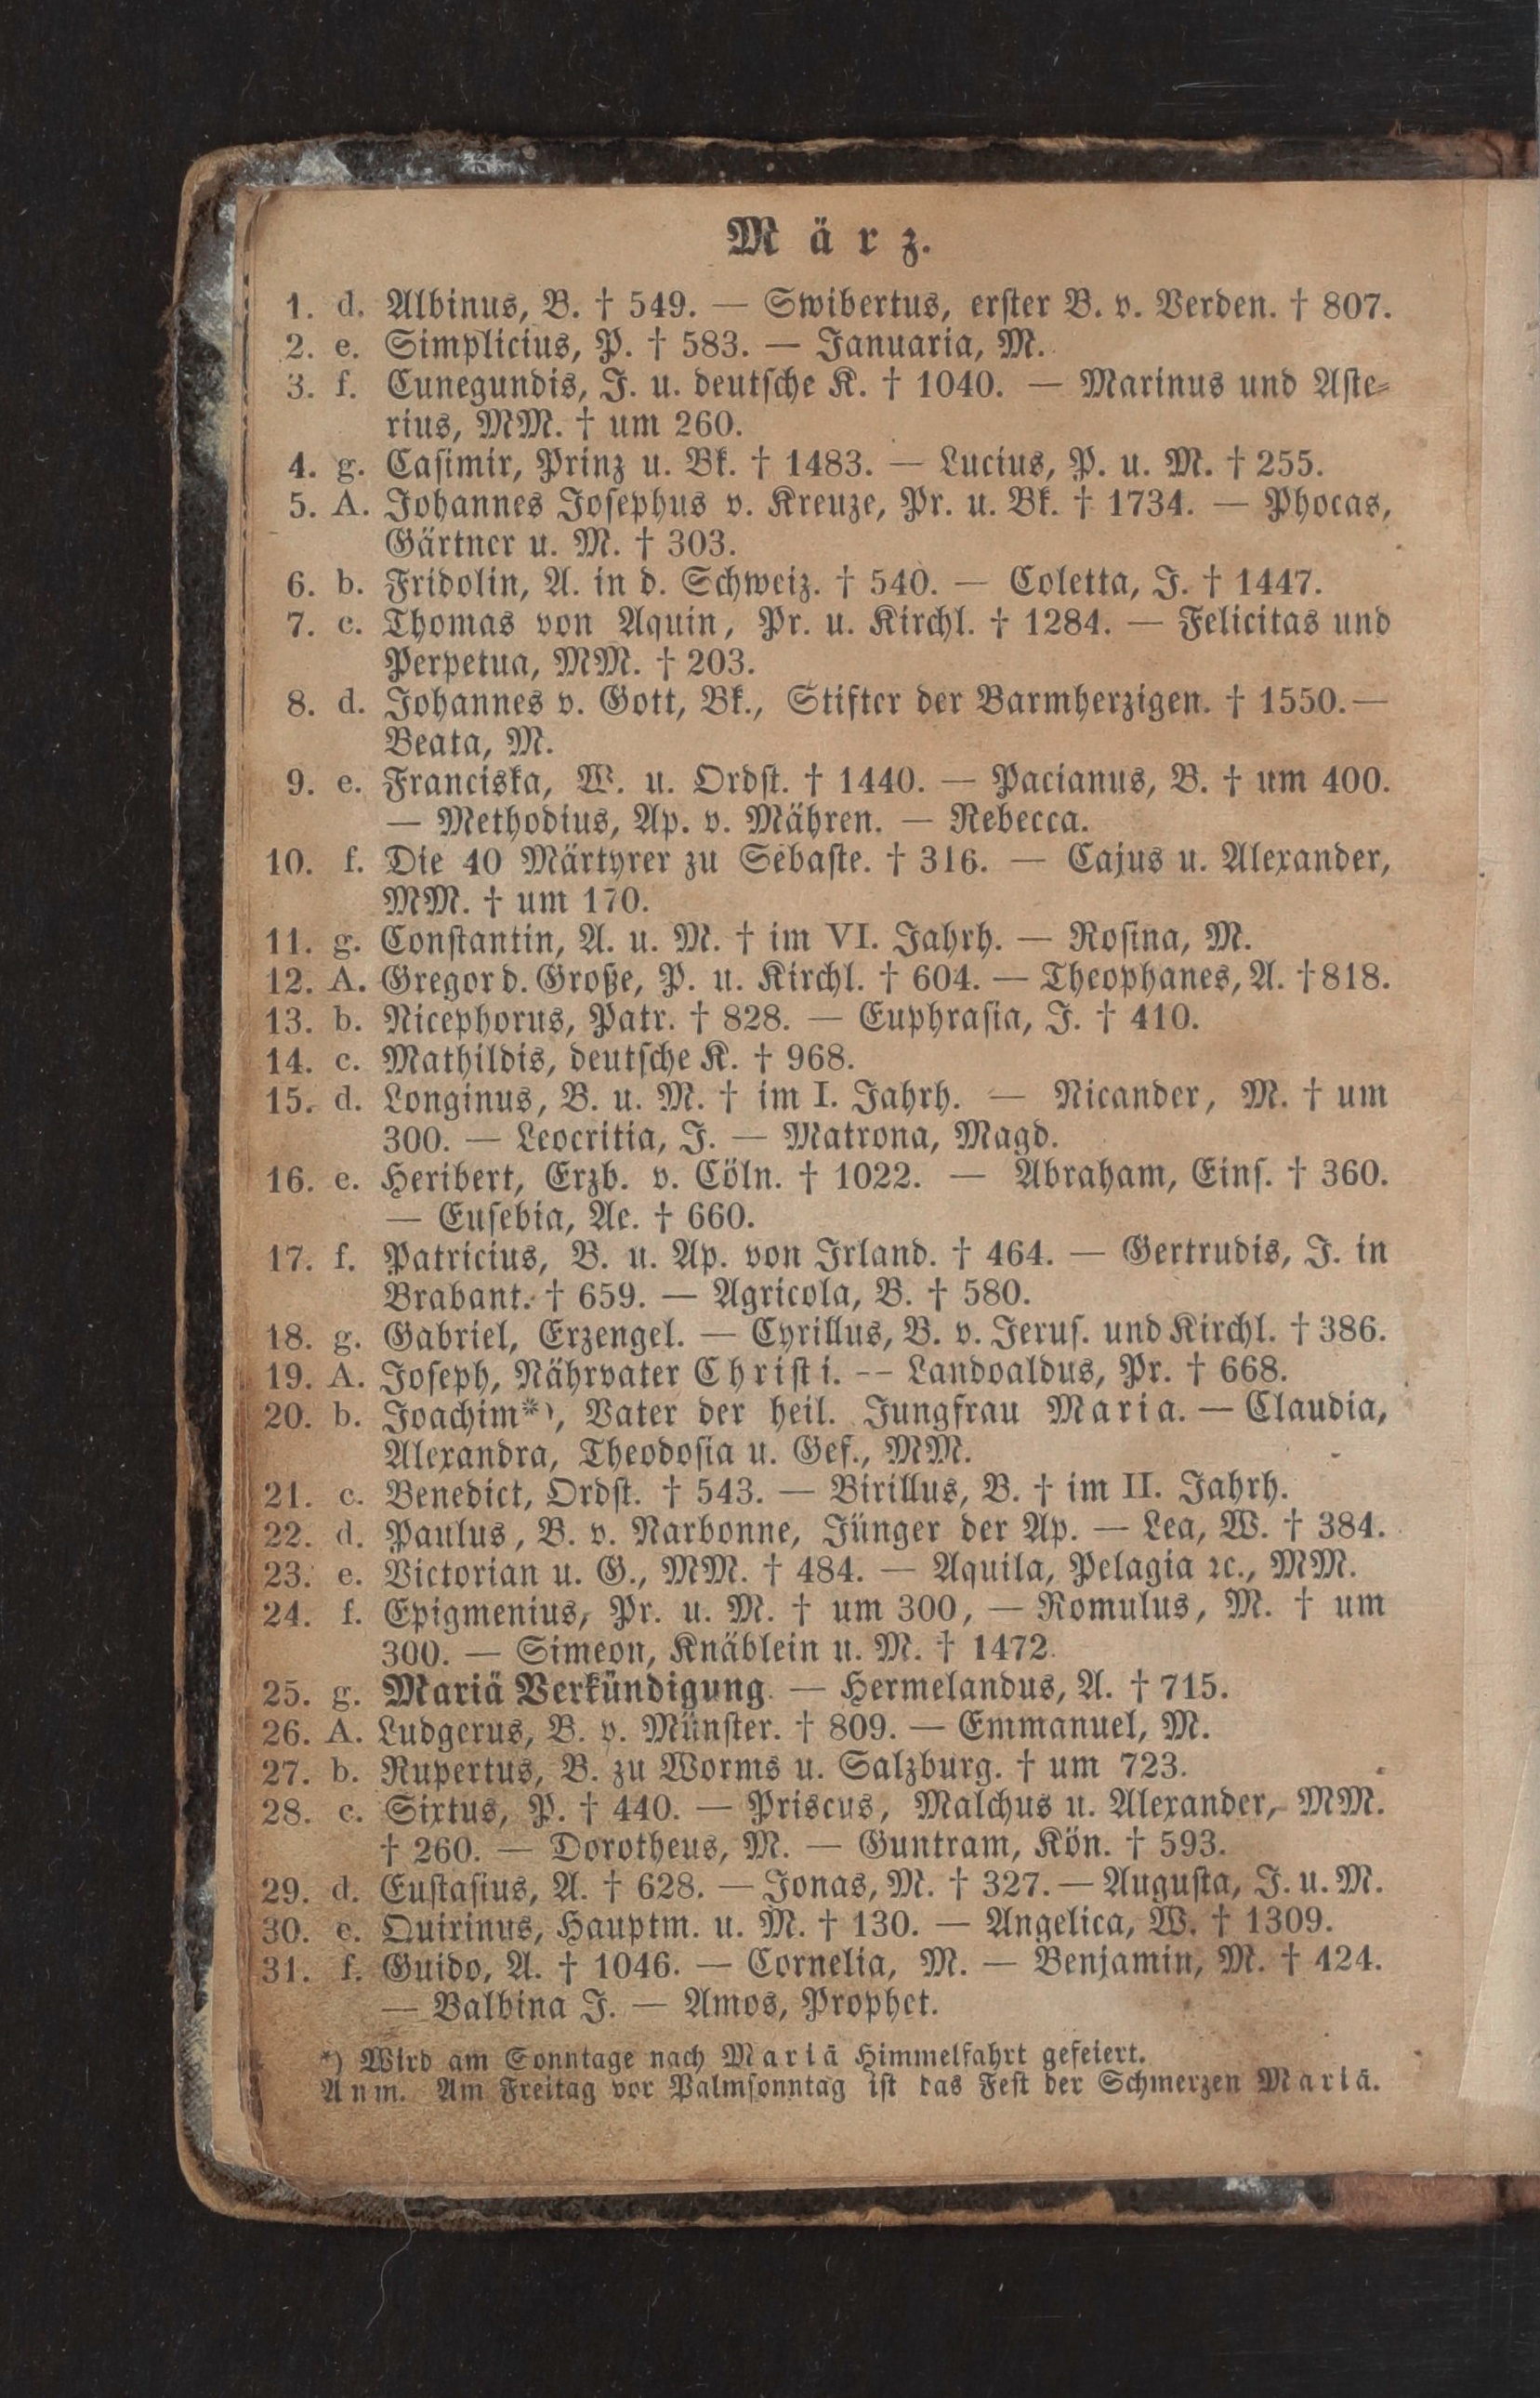 März.
1. d. Albinus, B. † 549. — Swibertus, erster B. v. Verden. † 807.
2. e. Simplicius, P. † 583. — Januaria, M.
3. f. Cunegundis, J. u. deutsche K. † 1040. — Marinus und Aste-
rius, MM. † um 260.
4. g. Casimir, Prinz u. Bk. † 1483. — Lucius, P. u. M. † 255.
5. A. Johannes Josephus v. Kreuze, Pr. u. Bk. † 1734. — Phocas,
Gärtner u. M. † 303.
6. b. Fridolin, A. in d. Schweiz. † 540. — Coletta, J. † 1447.
7. c. Thomas von Aquin, Pr. u. Kirchl. † 1284. — Felicitas und
Perpetua, MM. † 203.
8. d. Johannes v. Gott, Bk., Stifter der Barmherzigen. † 1550. —
Beata, M.
9. e. Franciska, W. u. Ordst. † 1440. — Pacianus, B. † um 400.
— Methodius, Ap. v. Mähren. — Rebecca.
10. f. Die 40 Märtyrer zu Sebaste. † 316. — Cajus u. Alexander,
MM. † um 170.
11. g. Constantin, A. u. M. † im VI. Jahrh. — Rosina, M.
12. A. Gregor d. Große, P. u. Kirchl. † 604. — Theophanes, A. † 818.
13. b. Nicephorus, Patr. † 828. — Euphrasia, J. † 410.
14. c. Mathildis, deutsche K. † 968.
15. d. Longinus, B. u. M. † im I. Jahrh. — Nicander, M. † um
300. — Leocritia, J. — Matrona, Magd.
16. e. Heribert, Erzb. v. Cöln. † 1022. — Abraham, Eins. † 360.
— Eusebia, Ae. † 660.
17. f. Patricius, B. u. Ap. von Irland. † 464. — Gertrudis, J. in
Brabant. † 659. — Agricola, B. † 580.
18. g. Gabriel, Erzengel. — Cyrillus, B. v. Jerus. und Kirchl. † 386.
19. A. Joseph, Nährvater Christi. -- Landoaldus, Pr. † 668.
20. b. Joachim*), Vater der heil. Jungfrau Maria. — Claudia,
Alexandra, Theodosia u. Gef., MM.
21. c. Benedict, Ordst. † 543. — Birillus, B. † im II. Jahrh.
22. d. Paulus, B. v. Narbonne, Jünger der Ap. — Lea, W. † 384.
23. e. Victorian u. G., MM. † 484. — Aquila, Pelagia ꝛc., MM.
24. f. Epigmenius, Pr. u. M. † um 300, — Romulus, M. † um
300. — Simeon, Knäblein u. M. † 1472.
25. g. Mariä Verkündigung. — Hermelandus, A. † 715.
26. A. Ludgerus, B. v. Münster. † 809. — Emmanuel, M.
27. b. Rupertus, B. zu Worms u. Salzburg. † um 723.
28. c. Sixtus, P. † 440. — Priscus, Malchus u. Alexander, MM.
† 260. — Dorotheus, M. — Guntram, Kön. † 593.
29. d. Eustasius, A. † 628. — Jonas, M. † 327. — Augusta, J. u. M.
30. e. Quirinus, Hauptm. u. M. † 130. — Angelica, W. † 1309.
31. f. Guido, A. † 1046. — Cornelia, M. — Benjamin, M. † 424.
— Balbina J. — Amos, Prophet.
*) Wird am Sonntage nach Mariä Himmelfahrt gefeiert.
Anm. Am Freitag vor Palmsonntag ist das Fest der Schmerzen Mariä.